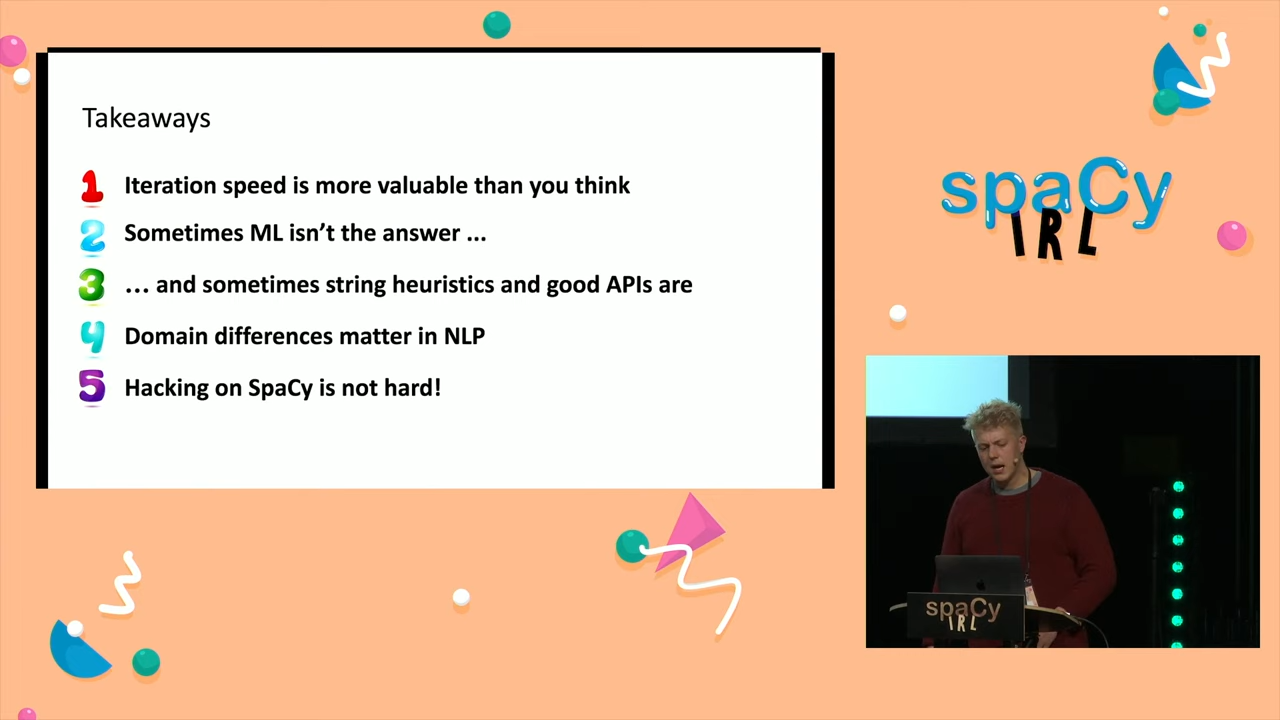 Takeaways
1 Iteration speed is more valuable than you think
2 Sometimes ML isn’t the answer ...
3 ... and sometimes string heuristics and good APIs are
4 Domain differences matter in NLP
5 Hacking on SpaCy is not hard!
spaCy
IRL
spaCy
IRL